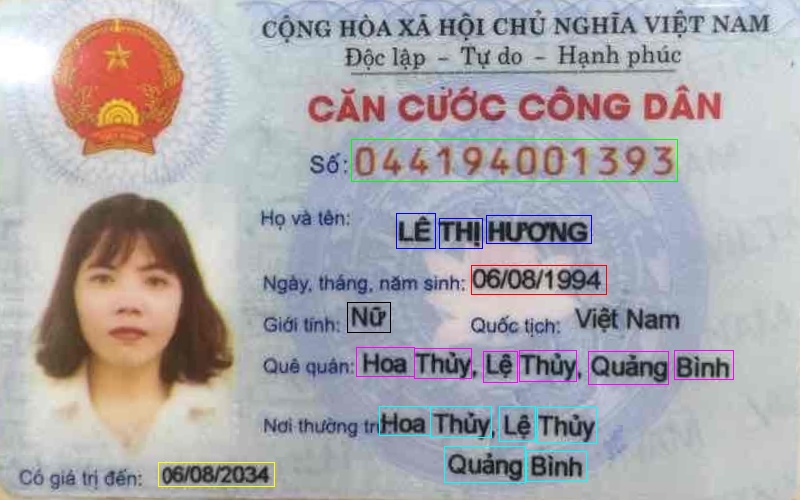 CỘNG HÒA XÃ HỘI CHỦ NGHĨA VIỆT NAM
Độc lập – Tự do – Hạnh phúc
CĂN CƯỚC CÔNG DÂN
Số: 044194001393
Họ và tên: LÊ THỊ HƯƠNG
Ngày, tháng, năm sinh: 06/08/1994
Giới tính: Nữ Quốc tịch: Việt Nam
Quê quán: Hoa Thủy, Lệ Thủy, Quảng Bình
Nơi thường trú Hoa Thủy, Lệ Thủy
Quảng Bình
Có giá trị đến: 06/08/2034